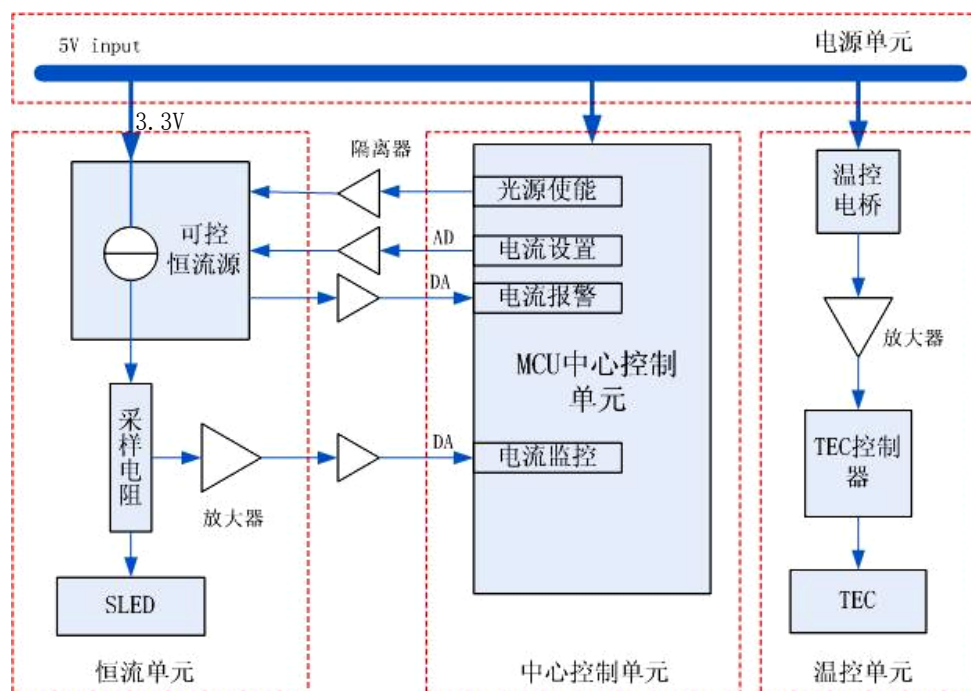 5V input
电源单元
3.3V
隔离器
光源使能
可控
恒流源
AD
电流设置
DA
电流报警
MCU中心控制
单元
温控
电桥
放大器
采样电阻
放大器
DA
电流监控
TEC控制
器
SLED
TEC
恒流单元
中心控制单元
温控单元